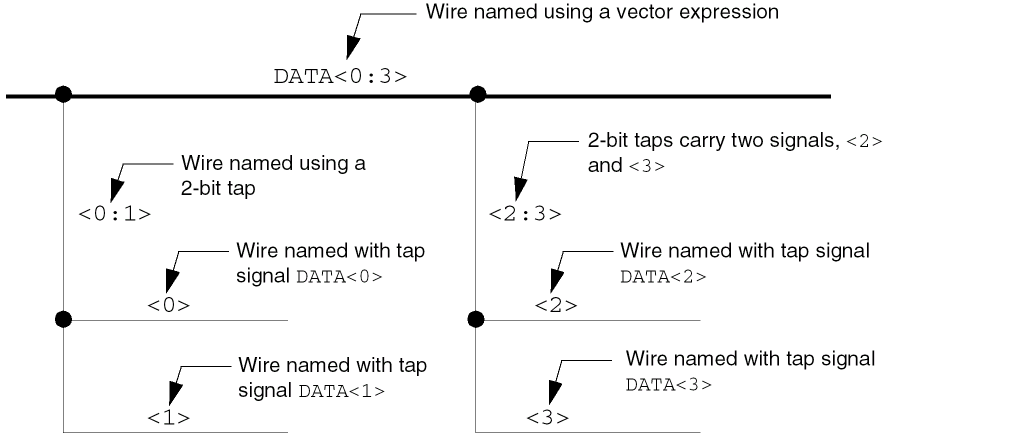 Wire named using a vector expression
DATA<0:3>
Wire named using a
2-bit tap
<0:1>
2-bit taps carry two signals, <2>
and <3>
<2:3>
Wire named with tap
signal DATA<0>
<0>
Wire named with tap signal
DATA<2>
<2>
Wire named with tap
signal DATA<1>
<1>
Wire named with tap signal
DATA<3>
<3>